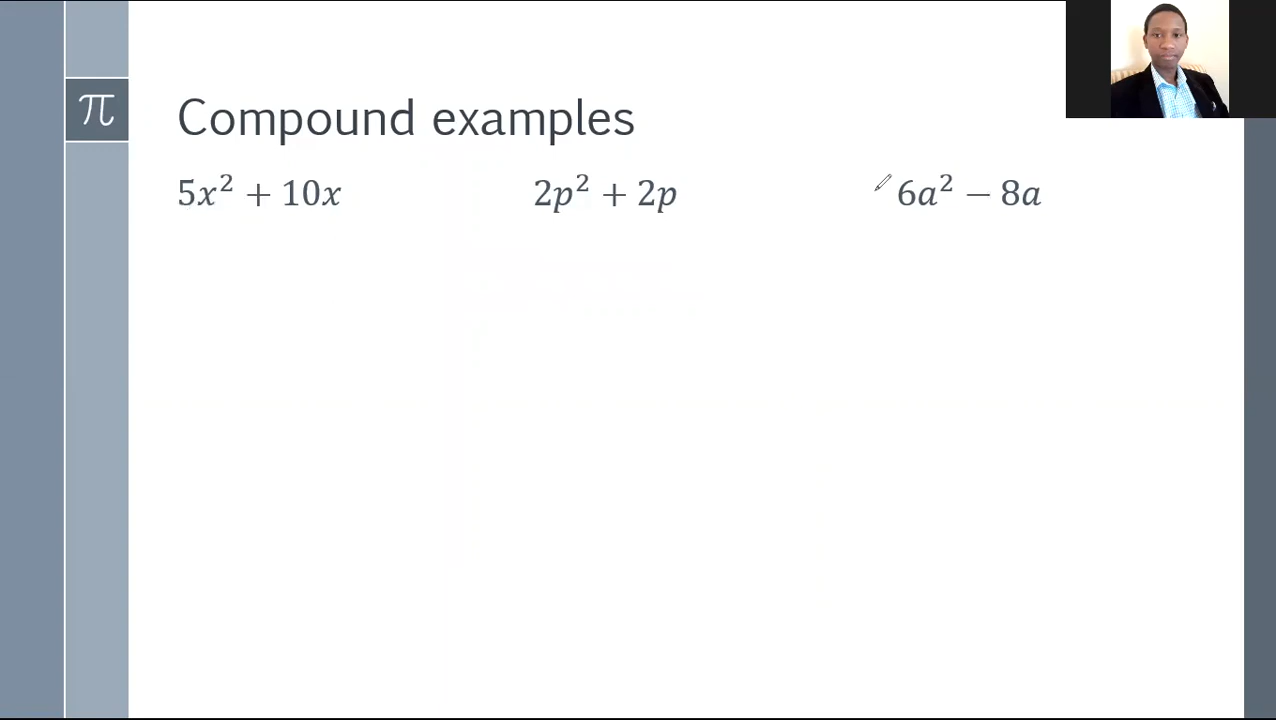 π
Compound examples
5x² + 10x 2p² + 2p 6a² − 8a